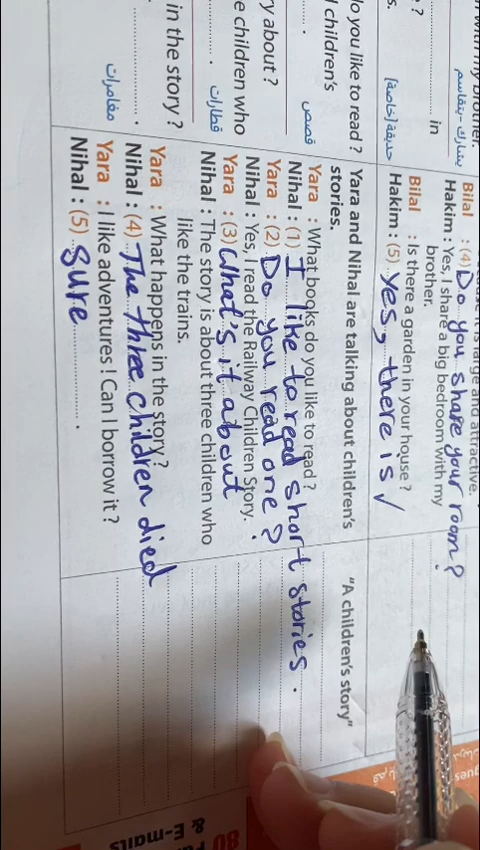 with my brother.
in
يشارك - يتقاسم
حديقة (خاصة)
Bilal : (4) Do you share your room?
Hakim : Yes, I share a big bedroom with my
brother.
Bilal : Is there a garden in your house ?
Hakim : (5) yes, there is ✓
do you like to read ?
children's
قصص
ry about ?
e children who
قطارات
in the story ?
مغامرات
Yara and Nihal are talking about children's
stories.
"A children's story"
Yara : What books do you like to read ?
Nihal : (1) I like to read short stories.
Yara : (2) Do you read one ?
Nihal : Yes, I read the Railway Children Story.
Yara : (3) What's it about
Nihal : The story is about three children who
like the trains.
Yara : What happens in the story ?
Nihal : (4) The three children died
Yara : I like adventures ! Can I borrow it ?
Nihal : (5) sure
& E-mails
80